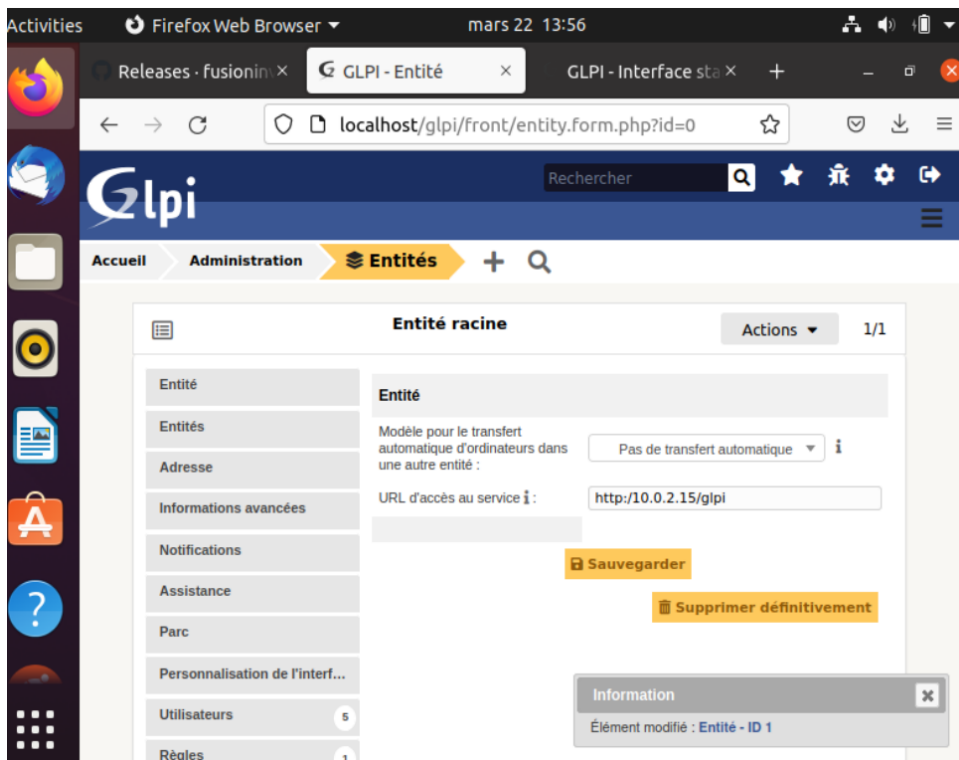 Activities Firefox Web Browser mars 22 13:56
Releases · fusioninv GLPI - Entité GLPI - Interface sta
localhost/glpi/front/entity.form.php?id=0
Glpi
Rechercher
Accueil Administration Entités
Entité racine Actions 1/1
Entité
Entités
Adresse
Informations avancées
Notifications
Assistance
Parc
Personnalisation de l'interf...
Utilisateurs 5
Règles 1
Entité
Modèle pour le transfert
automatique d'ordinateurs dans
une autre entité :
Pas de transfert automatique
URL d'accès au service : http:/10.0.2.15/glpi
Sauvegarder
Supprimer définitivement
Information
Élément modifié : Entité - ID 1